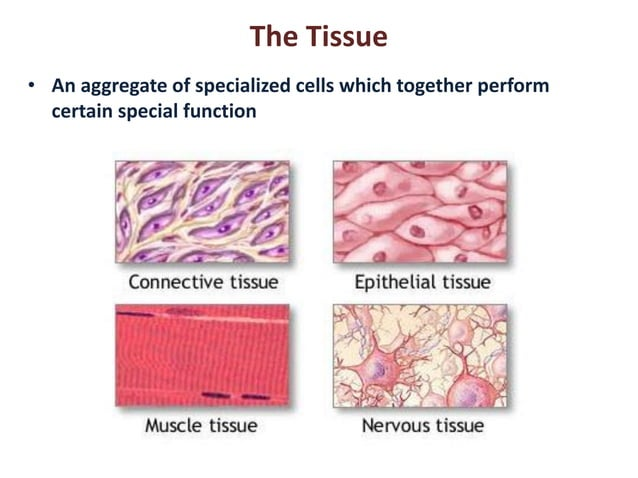 The Tissue
• An aggregate of specialized cells which together perform
certain special function
Connective tissue
Epithelial tissue
Muscle tissue
Nervous tissue